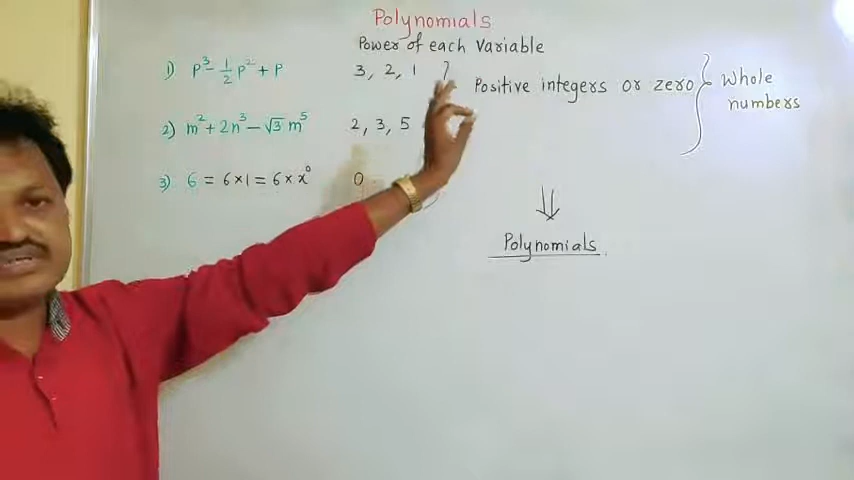 Polynomials
Power of each Variable
1) p³ - 1/2 p² + p 3, 2, 1 } Positive integers or zero } Whole numbers
2) m² + 2n³ - √3 m⁵ 2, 3, 5
3) 6 = 6 × 1 = 6 × x⁰ 0
⇓
Polynomials